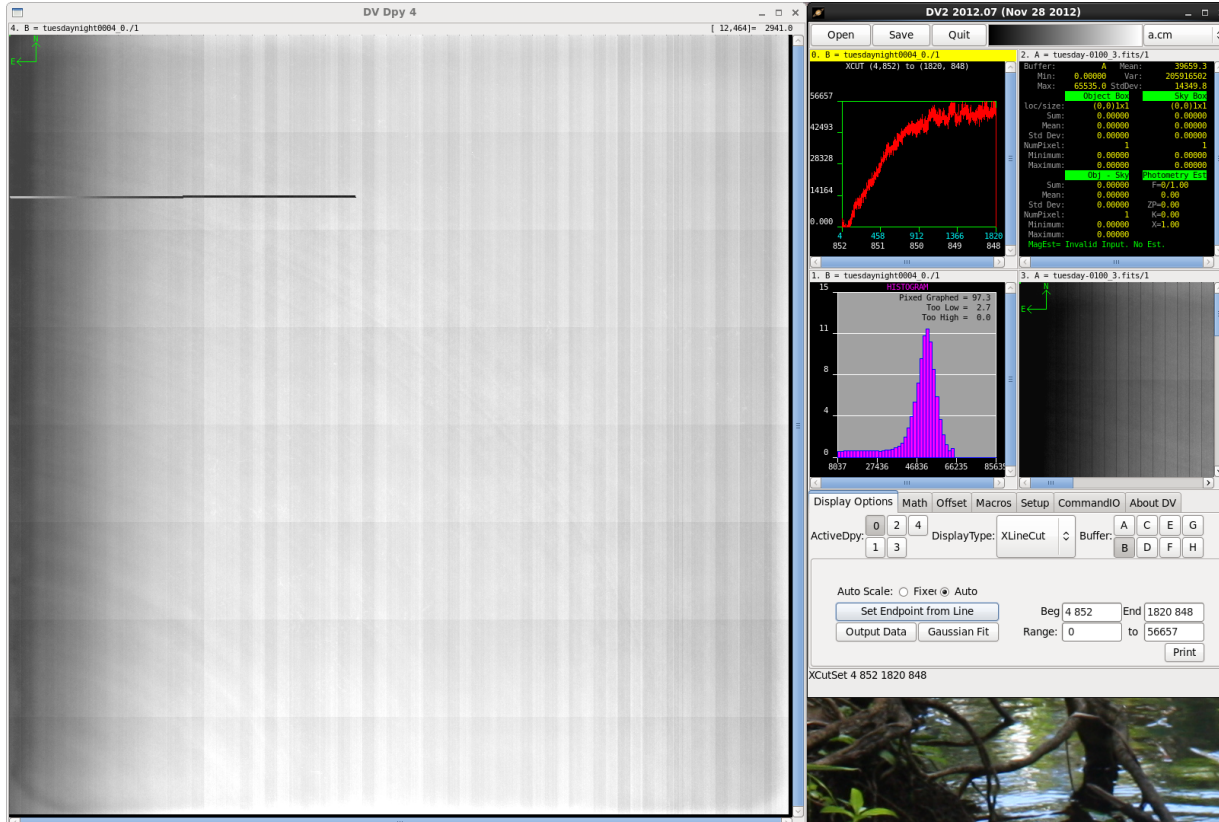 DV Dpy 4
4. B = tuesdaynight0004_0./1 [ 12,464]= 2941.0
N
E
DV2 2012.07 (Nov 28 2012)
Open Save Quit a.cm
0. B = tuesdaynight0004_0./1
XCUT (4,852) to (1820, 848)
56657
42493
28328
14164
0.000
4 458 912 1366 1820
852 851 850 849 848
2. A = tuesday-0100_3.fits/1
Buffer: A Mean: 39659.3
Min: 0.00000 Var: 205916502
Max: 65535.0 StdDev: 14349.8
Object Box Sky Box
loc/size: (0,0)1x1 (0,0)1x1
Sum: 0.00000 0.00000
Mean: 0.00000 0.00000
Std Dev: 0.00000 0.00000
NumPixel: 1 1
Minimum: 0.00000 0.00000
Maximum: 0.00000 0.00000
Obj - Sky Photometry Est
Sum: 0.00000 F=0/1.00
Mean: 0.00000 0.00
Std Dev: 0.00000 ZP=0.00
NumPixel: 1 K=0.00
Minimum: 0.00000 X=1.00
Maximum: 0.00000
MagEst= Invalid Input. No Est.
1. B = tuesdaynight0004_0./1
HISTOGRAM
Pixed Graphed = 97.3
Too Low = 2.7
Too High = 0.0
15
11
8
4
0
8037 27436 46836 66235 85635
3. A = tuesday-0100_3.fits/1
N
E
Display Options Math Offset Macros Setup CommandIO About DV
ActiveDpy: 0 2 4 1 3 DisplayType: XLineCut Buffer: A C E G B D F H
Auto Scale: Fixed Auto
Set Endpoint from Line Beg 4 852 End 1820 848
Output Data Gaussian Fit Range: 0 to 56657
Print
XCutSet 4 852 1820 848